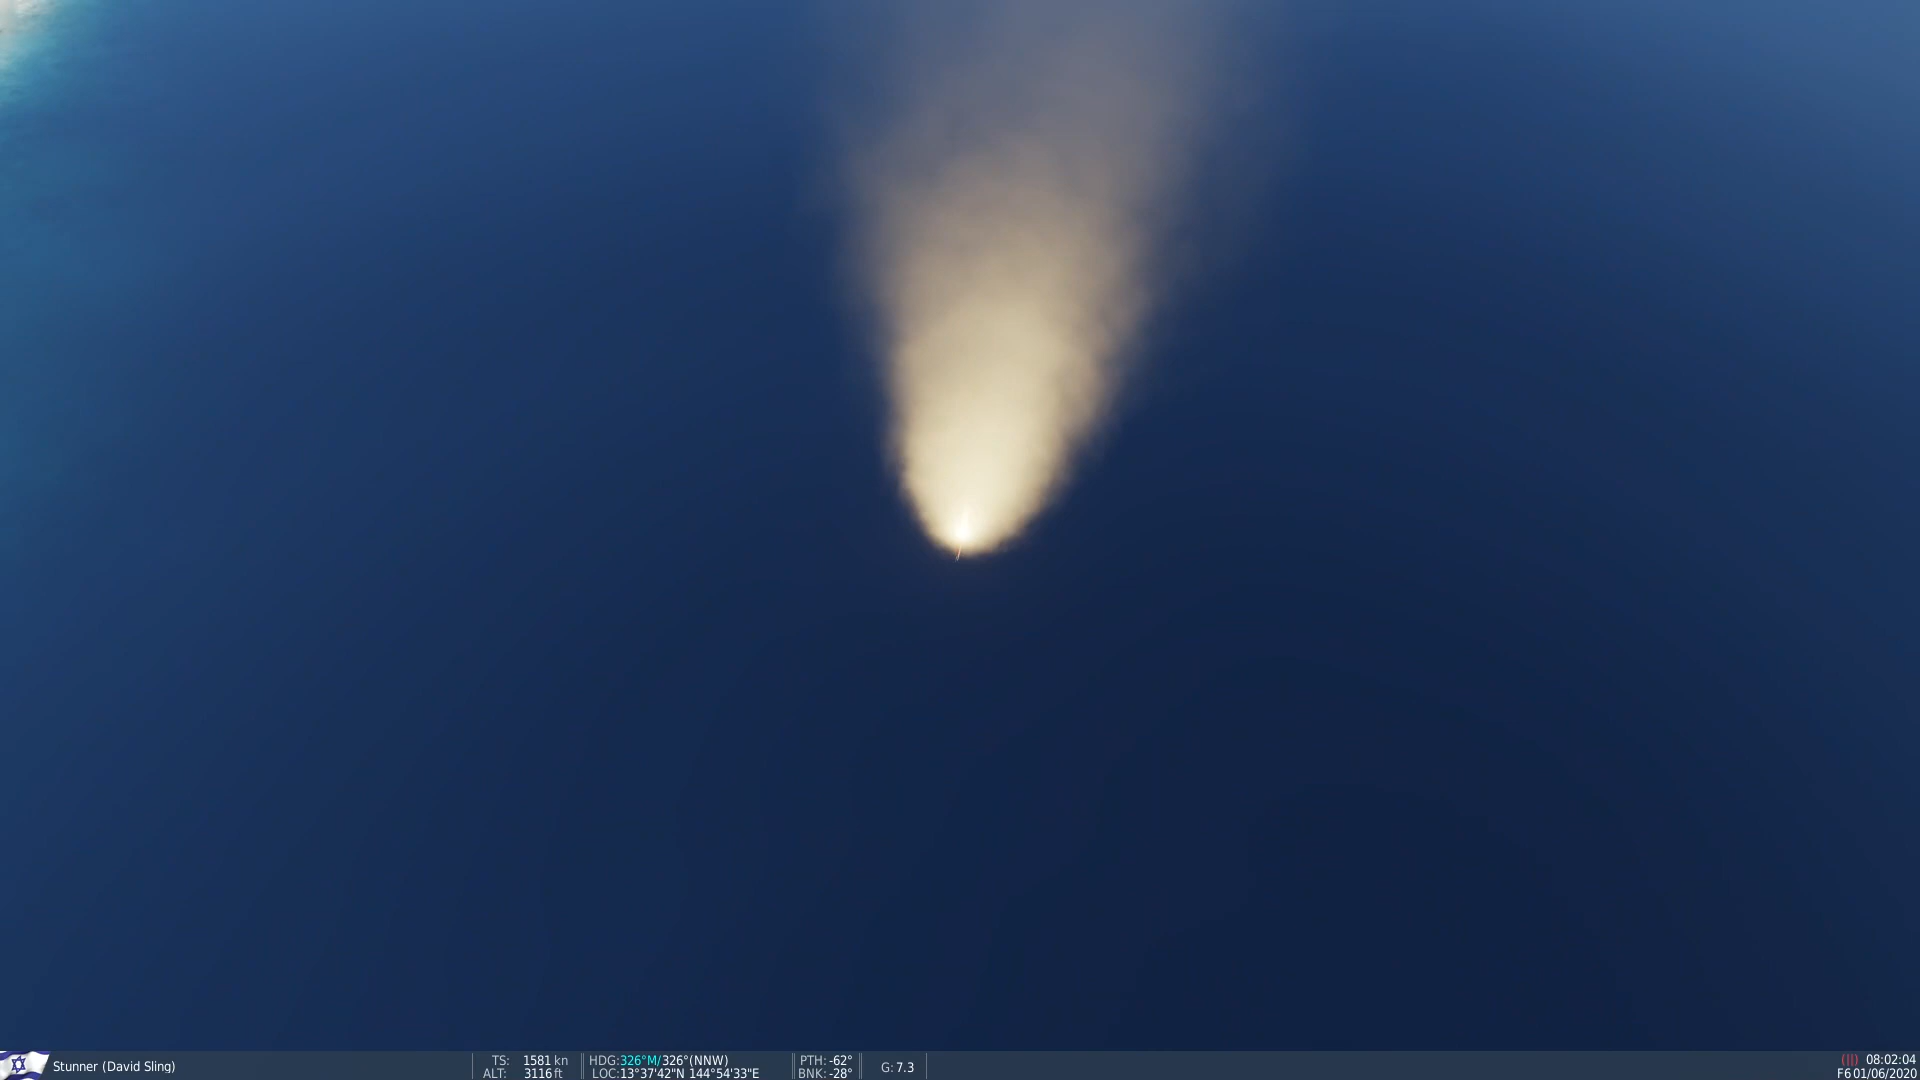 Stunner (David Sling)
TS: 1581 kn
ALT: 3116 ft
HDG:326°M/326°(NNW)
LOC:13°37'42"N 144°54'33"E
PTH: -62°
BNK: -28°
G: 7.3
(||) 08:02:04
F6 01/06/2020